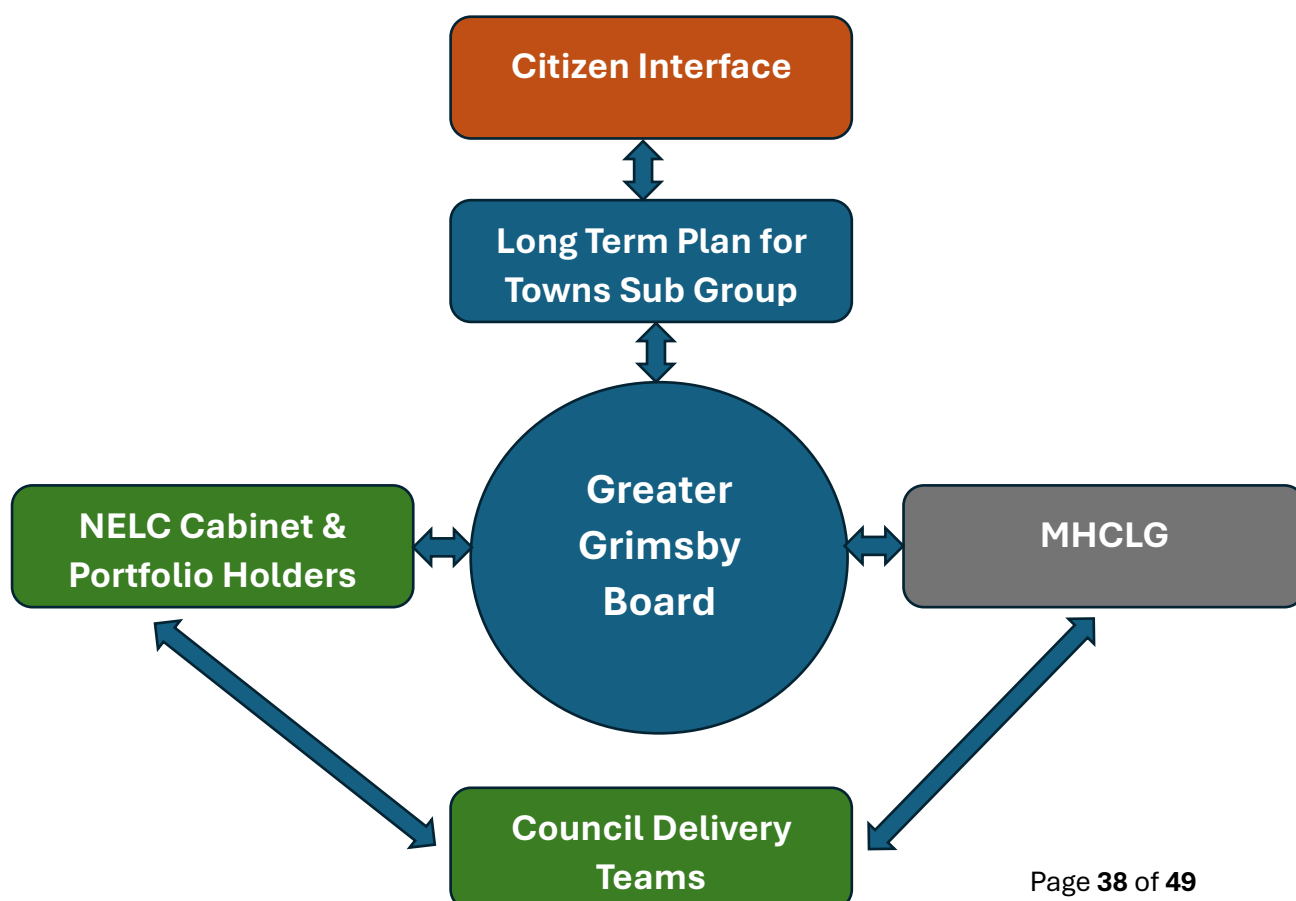 Citizen Interface
Long Term Plan for
Towns Sub Group
Greater
Grimsby
Board
NELC Cabinet &
Portfolio Holders
MHCLG
Council Delivery
Teams
Page 38 of 49